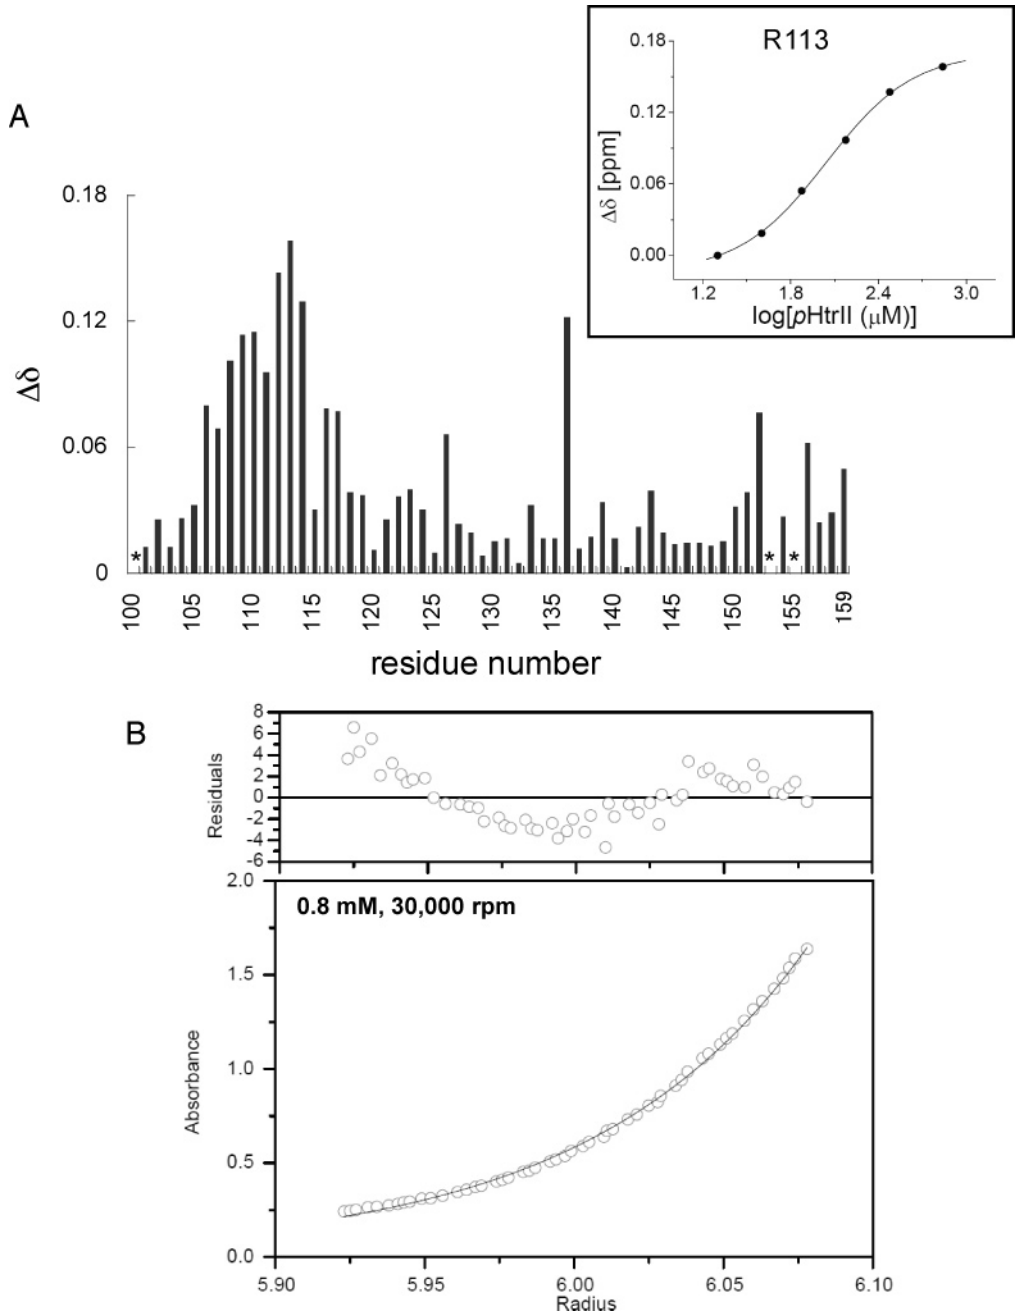 A
R113
0.18
0.12
0.06
0.00
Δδ [ppm]
1.2 1.8 2.4 3.0
log[pHtrII (μM)]
0.18
0.12
0.06
0
Δδ
* * *
100 105 110 115 120 125 130 135 140 145 150 155 159
residue number
B
8
6
4
2
0
-2
-4
-6
Residuals
0.8 mM, 30,000 rpm
2.0
1.5
1.0
0.5
0.0
Absorbance
5.90 5.95 6.00 6.05 6.10
Radius